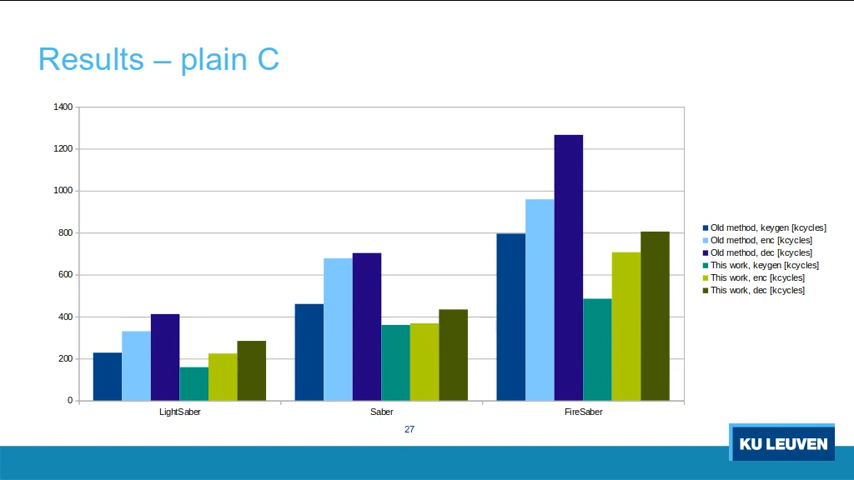 Results – plain C
1400
1200
1000
800
600
400
200
0
LightSaber
Saber
FireSaber
Old method, keygen [kcycles]
Old method, enc [kcycles]
Old method, dec [kcycles]
This work, keygen [kcycles]
This work, enc [kcycles]
This work, dec [kcycles]
27
KU LEUVEN